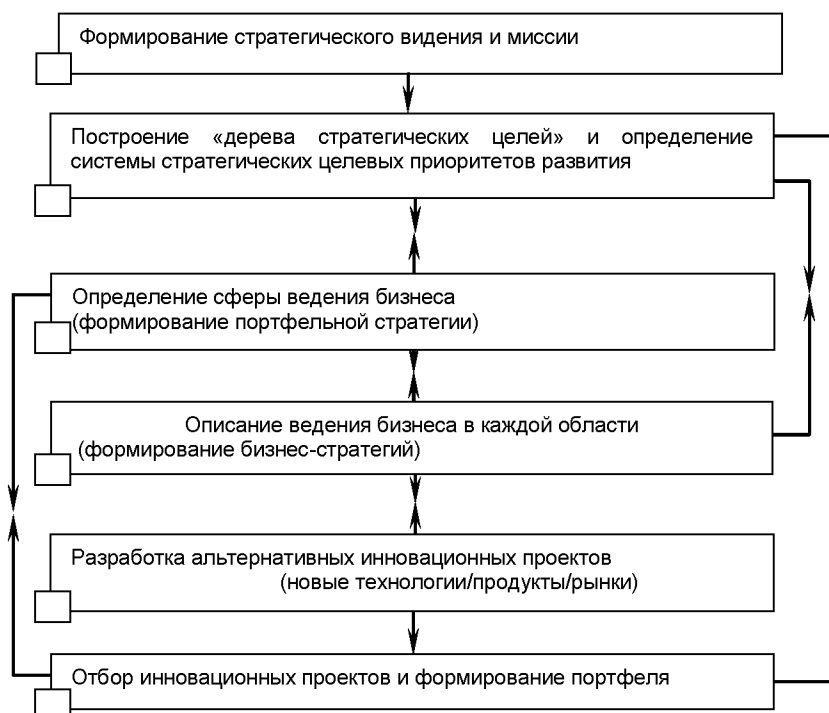 Формирование стратегического видения и миссии
Построение «дерева стратегических целей» и определение
системы стратегических целевых приоритетов развития
Определение сферы ведения бизнеса
(формирование портфельной стратегии)
Описание ведения бизнеса в каждой области
(формирование бизнес-стратегий)
Разработка альтернативных инновационных проектов
(новые технологии/продукты/рынки)
Отбор инновационных проектов и формирование портфеля